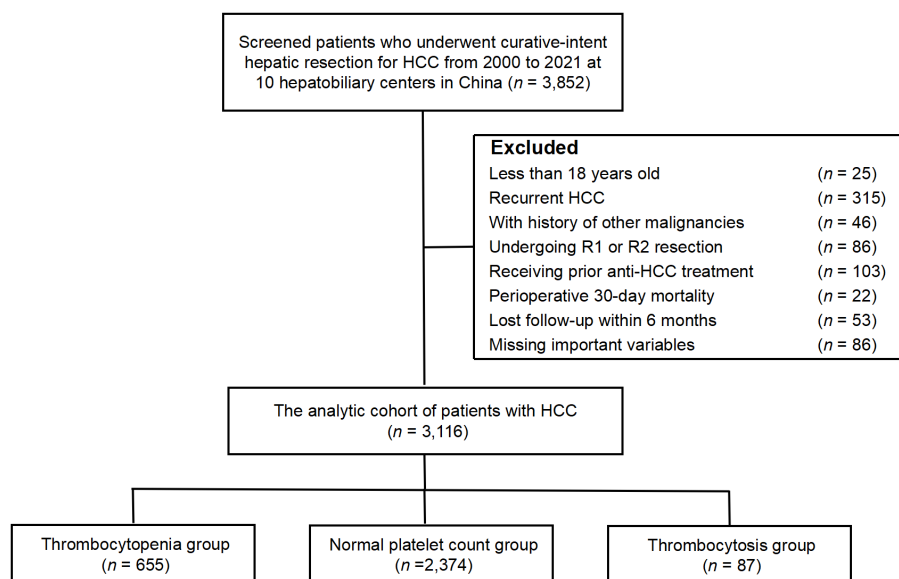 Screened patients who underwent curative-intent
hepatic resection for HCC from 2000 to 2021 at
10 hepatobiliary centers in China (n = 3,852)
Excluded
Less than 18 years old (n = 25)
Recurrent HCC (n = 315)
With history of other malignancies (n = 46)
Undergoing R1 or R2 resection (n = 86)
Receiving prior anti-HCC treatment (n = 103)
Perioperative 30-day mortality (n = 22)
Lost follow-up within 6 months (n = 53)
Missing important variables (n = 86)
The analytic cohort of patients with HCC
(n = 3,116)
Thrombocytopenia group
(n = 655)
Normal platelet count group
(n =2,374)
Thrombocytosis group
(n = 87)